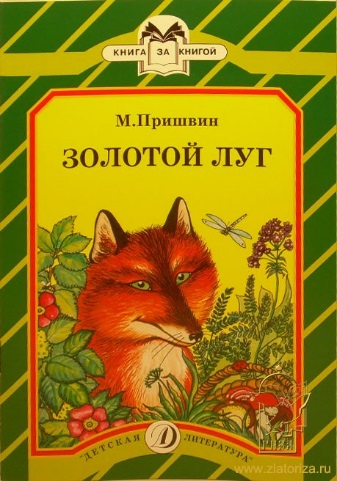 КНИГА ЗА КНИГОЙ
М.Пришвин
ЗОЛОТОЙ ЛУГ
"ДЕТСКАЯ ЛИТЕРАТУРА"
www.zlatoriza.ru